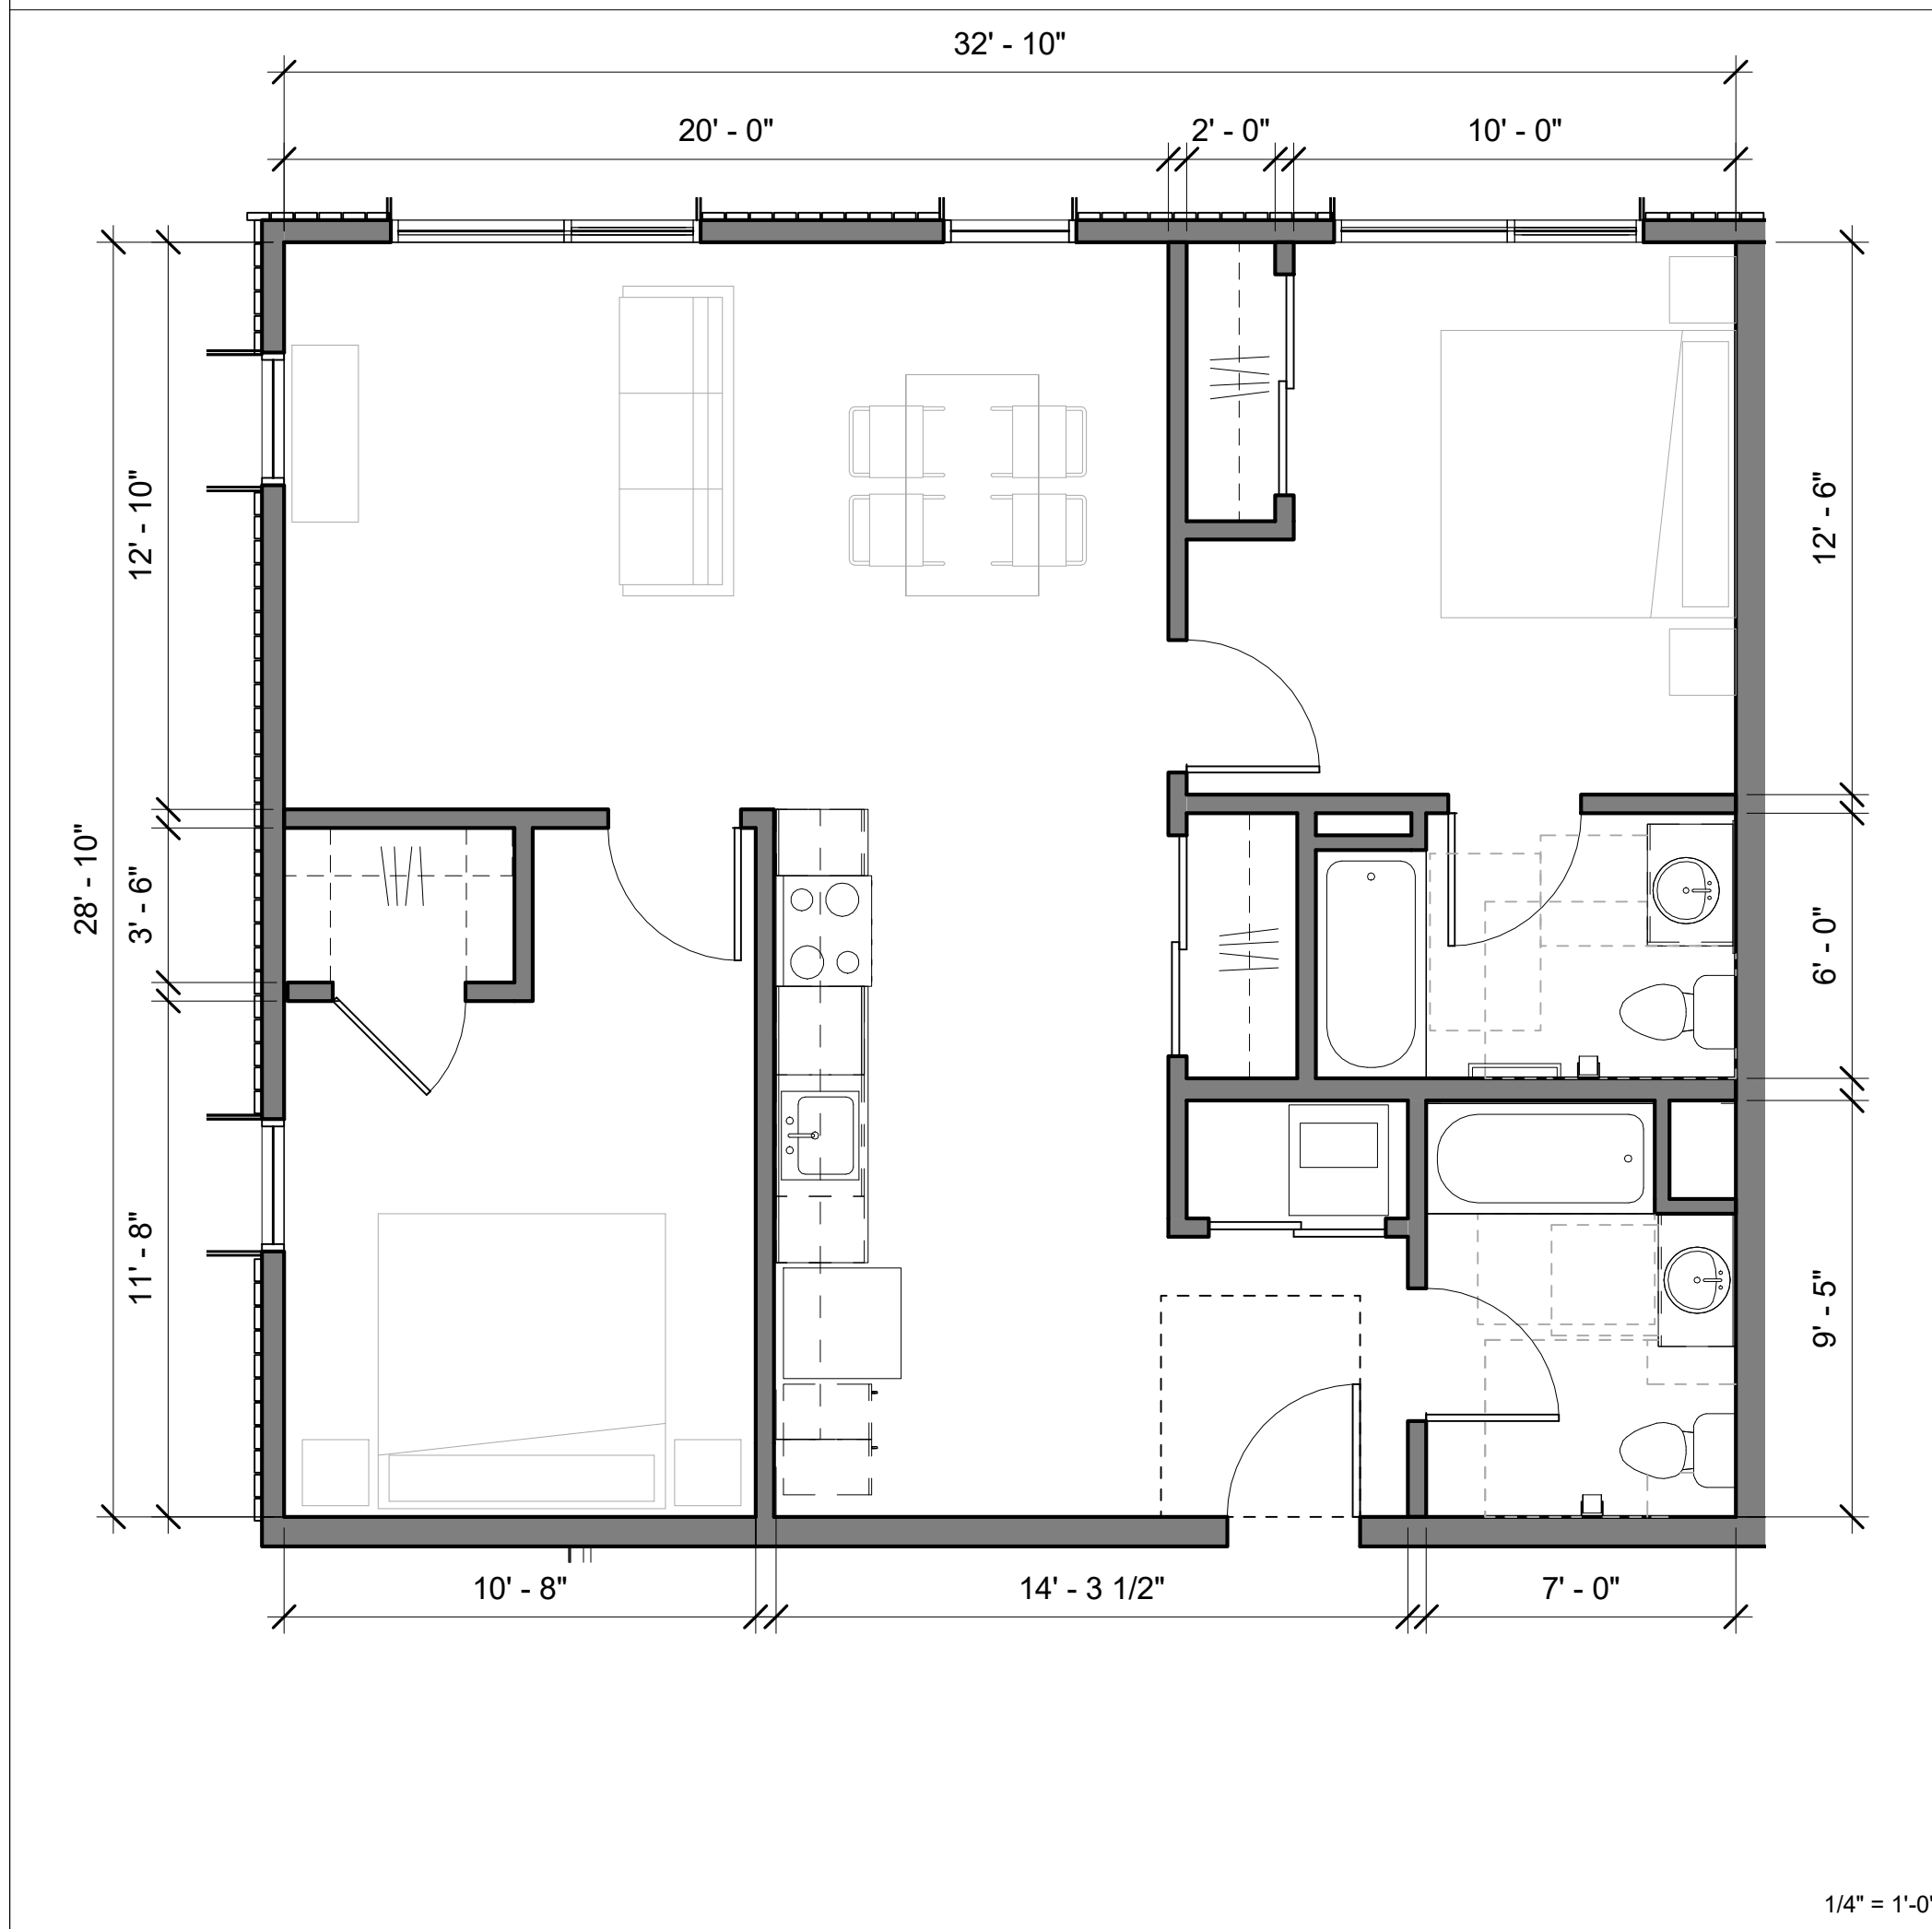 32' - 10"
20' - 0"
2' - 0"
10' - 0"
12' - 10"
12' - 6"
28' - 10"
3' - 6"
6' - 0"
11' - 8"
9' - 5"
10' - 8"
14' - 3 1/2"
7' - 0"
1/4" = 1'-0"